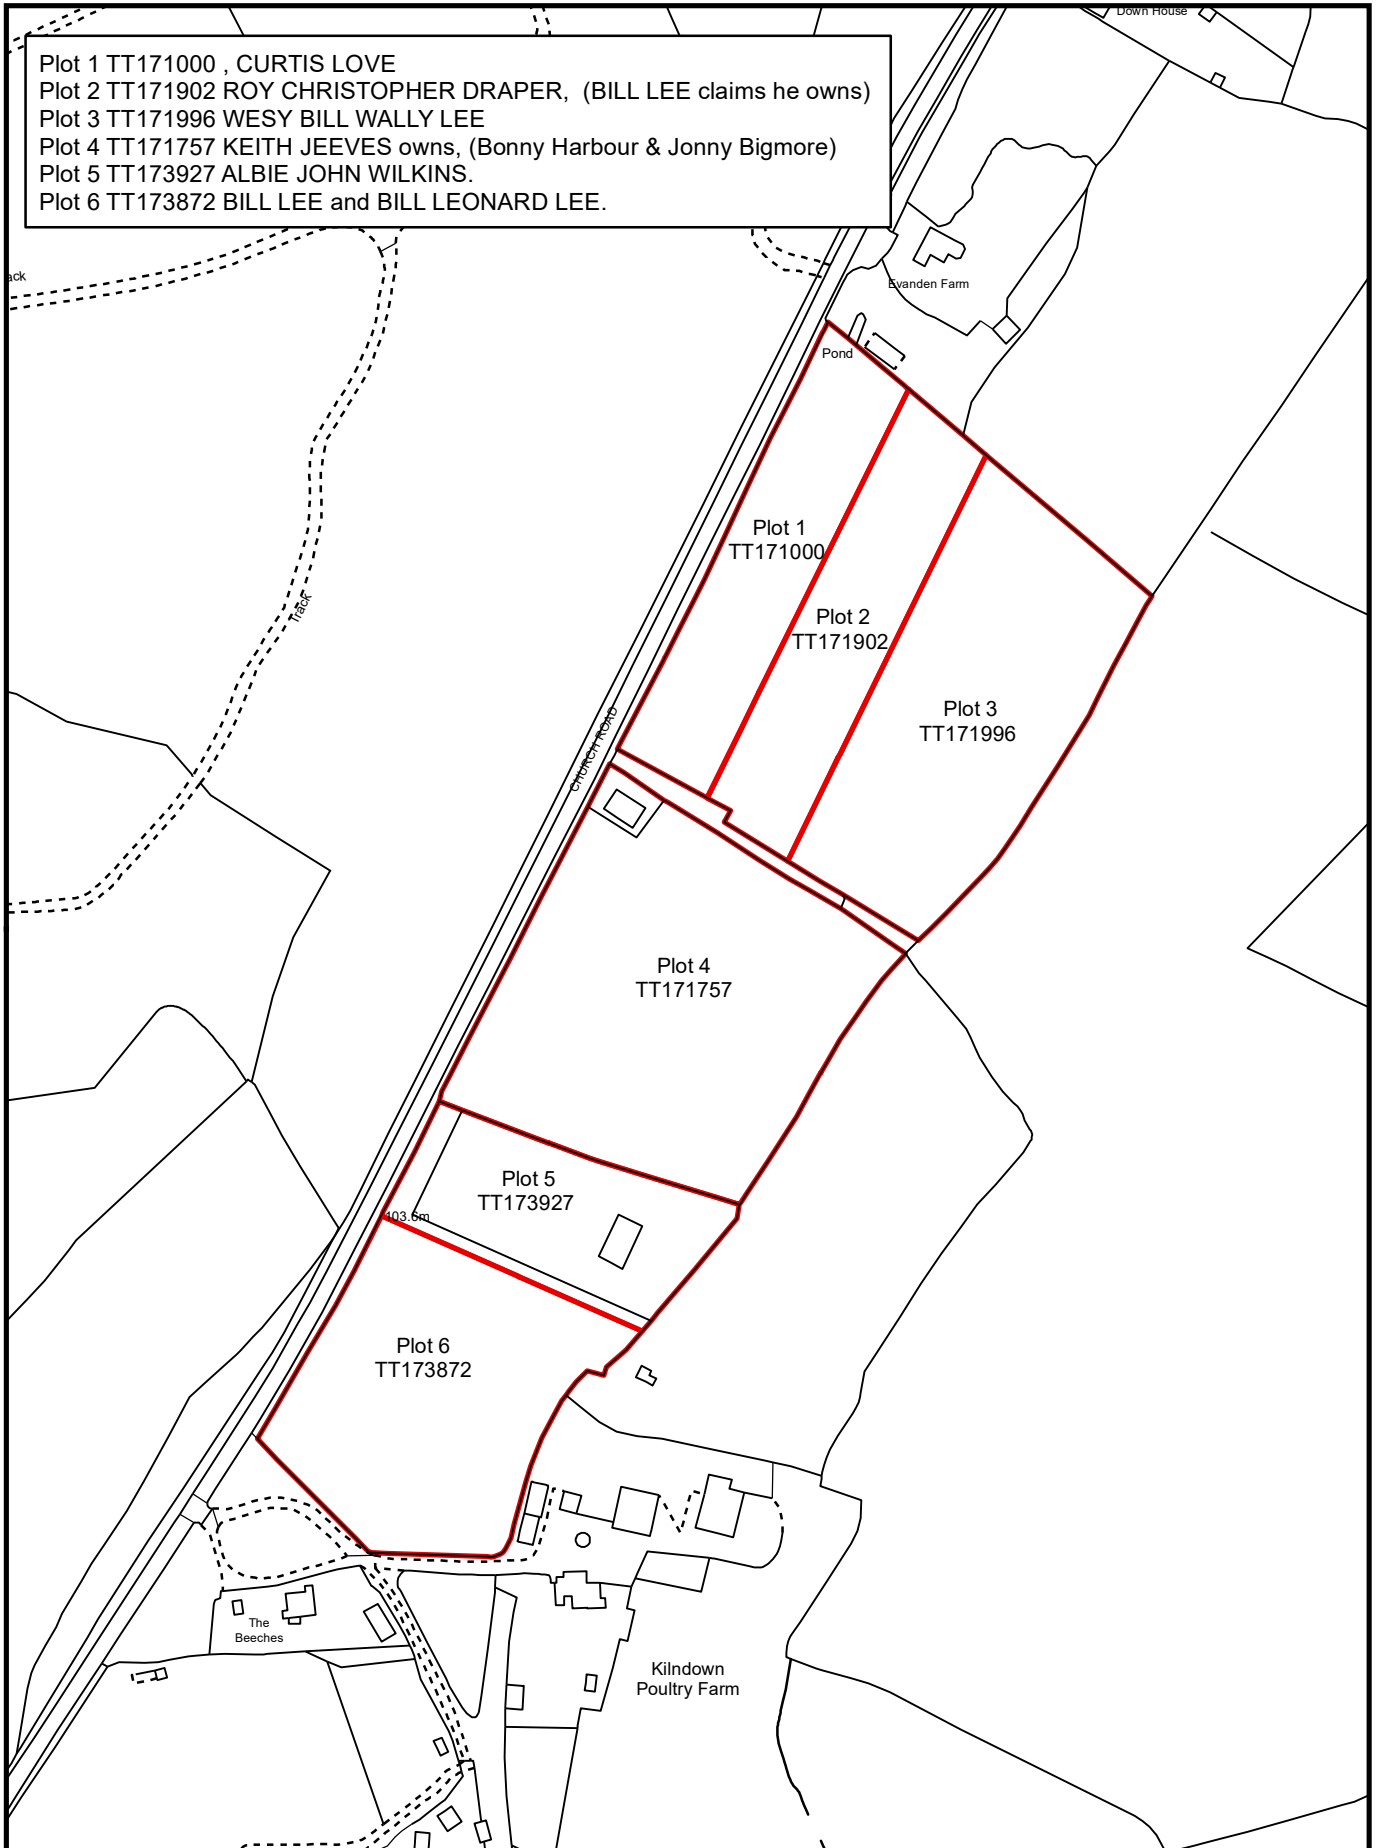 Down House
Plot 1 TT171000 , CURTIS LOVE
Plot 2 TT171902 ROY CHRISTOPHER DRAPER, (BILL LEE claims he owns)
Plot 3 TT171996 WESY BILL WALLY LEE
Plot 4 TT171757 KEITH JEEVES owns, (Bonny Harbour & Jonny Bigmore)
Plot 5 TT173927 ALBIE JOHN WILKINS.
Plot 6 TT173872 BILL LEE and BILL LEONARD LEE.
ack
Evanden Farm
Pond
Plot 1
TT171000
Track
Plot 2
TT171902
Plot 3
TT171996
CHURCH ROAD
Plot 4
TT171757
Plot 5
TT173927
103.6m
Plot 6
TT173872
The
Beeches
Kilndown
Poultry Farm